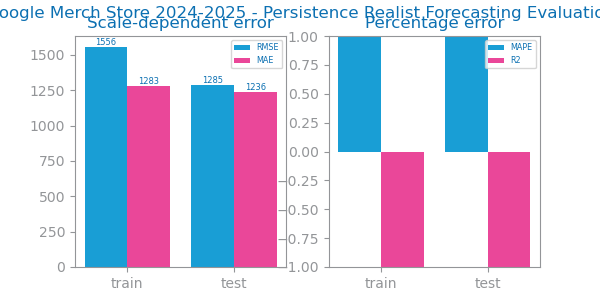 oogle Merch Store 2024-2025 - Persistence Realist Forecasting Evaluatio
Scale-dependent error
Percentage error
1500
1250
1000
750
500
250
0
1556
1283
1285
1236
RMSE
MAE
train
test
1.00
0.75
0.50
0.25
0.00
−0.25
0.50
−0.75
1.00
MAPE
R2
train
test